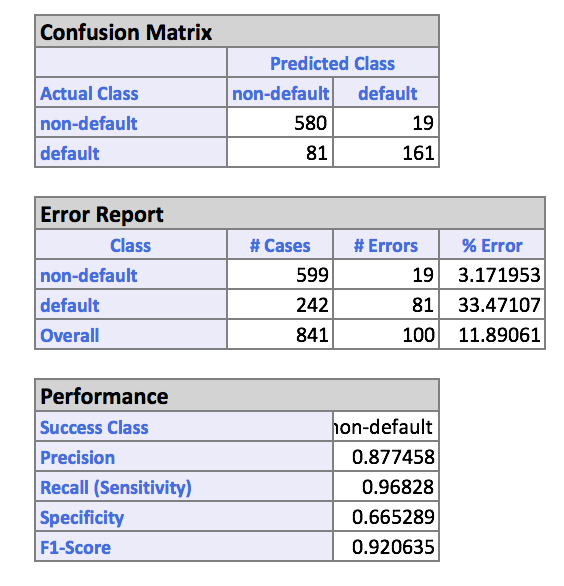 Confusion Matrix
Predicted Class
Actual Class non-default default
non-default 580 19
default 81 161
Error Report
Class # Cases # Errors % Error
non-default 599 19 3.171953
default 242 81 33.47107
Overall 841 100 11.89061
Performance
Success Class non-default
Precision 0.877458
Recall (Sensitivity) 0.96828
Specificity 0.665289
F1-Score 0.920635